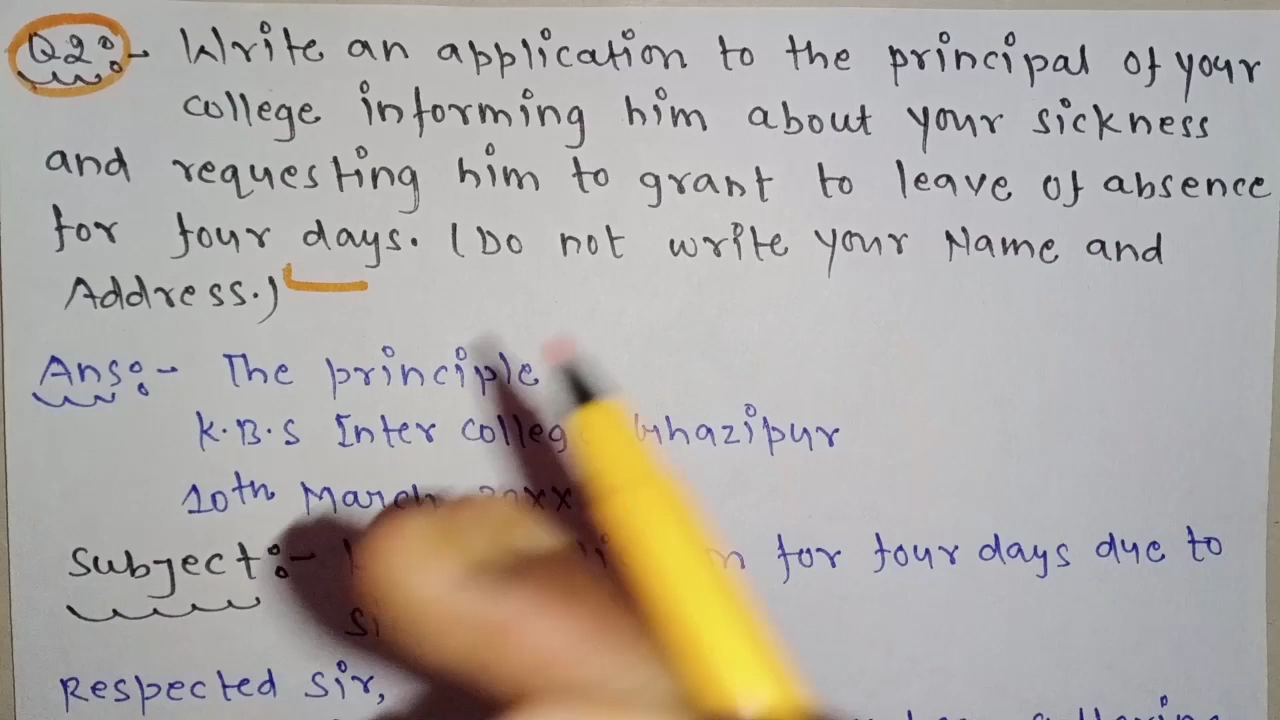 Q2:- Write an application to the principal of your
college informing him about your sickness
and requesting him to grant to leave of absence
for four days. (Do not write your Name and
Address.)
Ans:- The principle
K.B.S Inter Ghazipur
10th March
Subject:- for four days due to
Respected Sir,